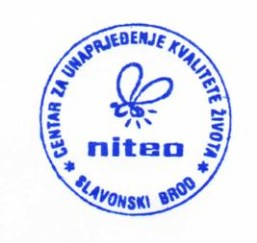 CENTAR ZA UNAPRJEĐENJE KVALITETE ŽIVOTA
niteo
* SLAVONSKI BROD *